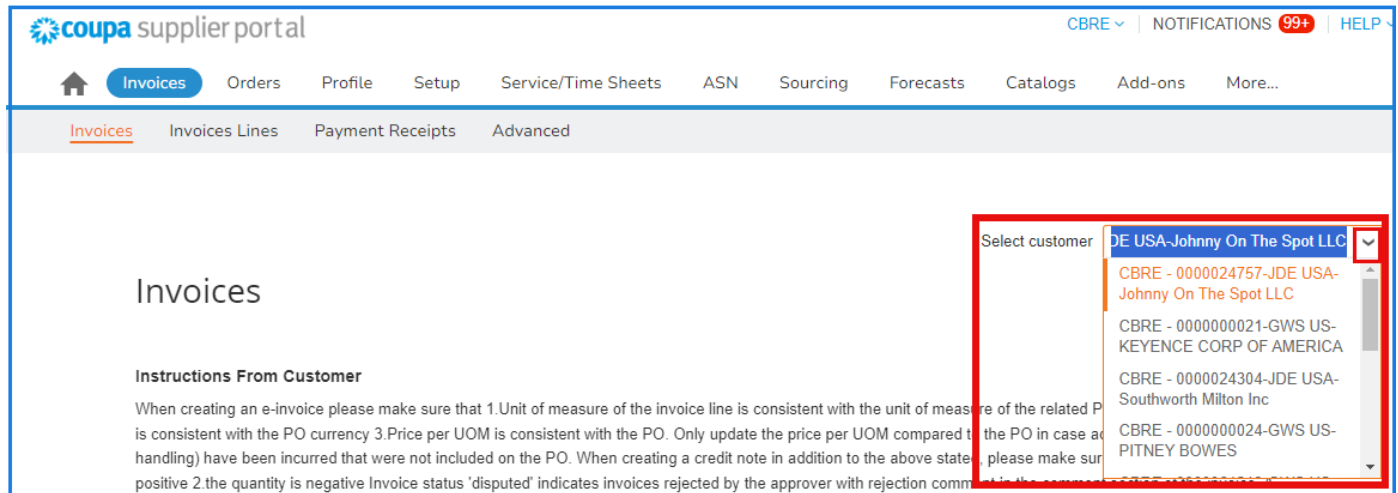 coupa supplier portal
CBRE NOTIFICATIONS 99+ HELP
Invoices Orders Profile Setup Service/Time Sheets ASN Sourcing Forecasts Catalogs Add-ons More...
Invoices Invoices Lines Payment Receipts Advanced
Select customer DE USA-Johnny On The Spot LLC
CBRE - 0000024757-JDE USA-
Johnny On The Spot LLC
CBRE - 0000000021-GWS US-
KEYENCE CORP OF AMERICA
CBRE - 0000024304-JDE USA-
Southworth Milton Inc
CBRE - 0000000024-GWS US-
PITNEY BOWES
Invoices
Instructions From Customer
When creating an e-invoice please make sure that 1.Unit of measure of the invoice line is consistent with the unit of measure of the related P
is consistent with the PO currency 3.Price per UOM is consistent with the PO. Only update the price per UOM compared to the PO in case ac
handling) have been incurred that were not included on the PO. When creating a credit note in addition to the above stated, please make sur
positive 2.the quantity is negative Invoice status 'disputed' indicates invoices rejected by the approver with rejection comment in the comment section of the invoice